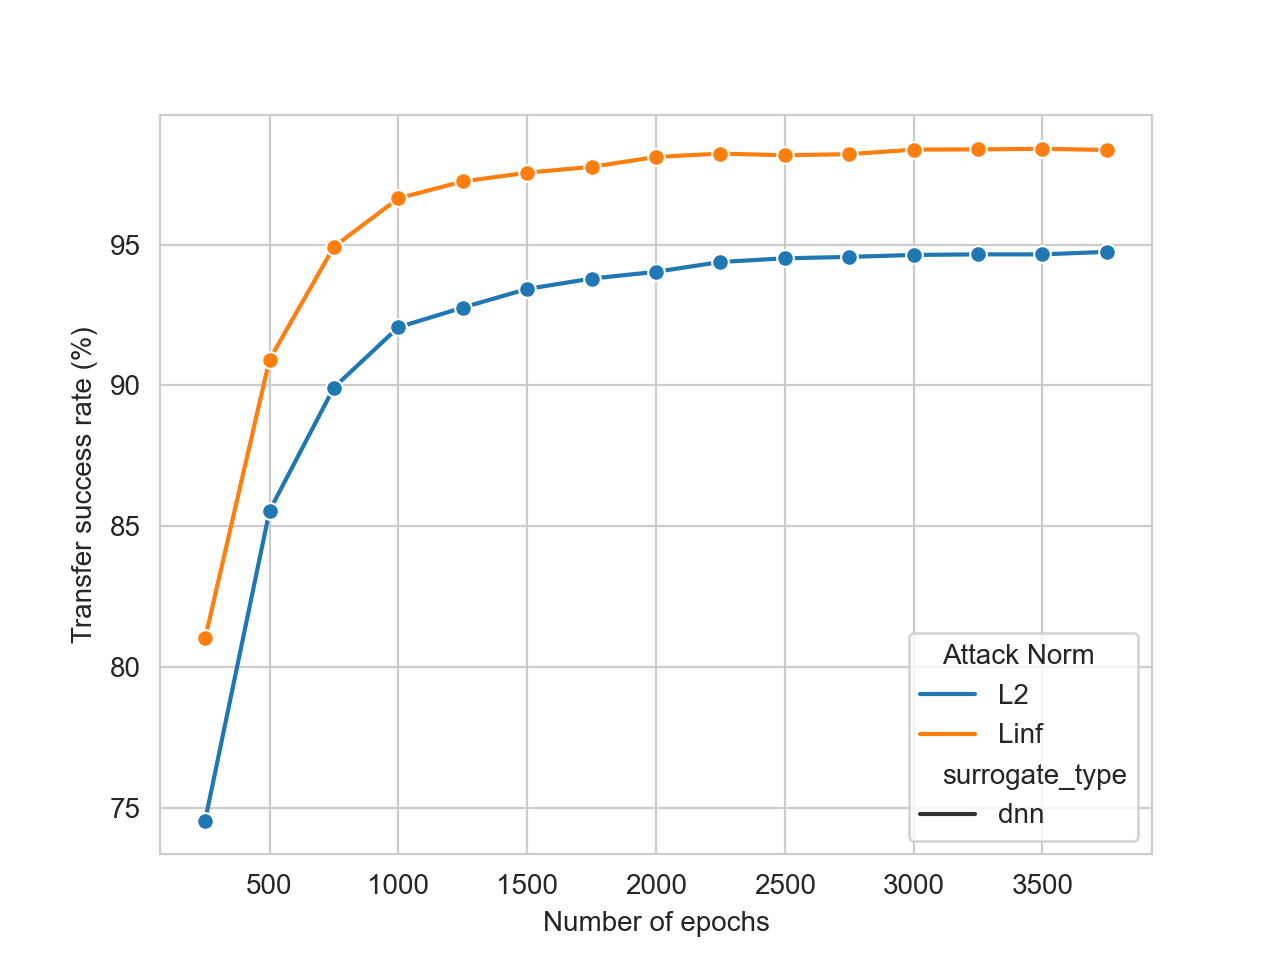 95
90
85
80
75
Transfer success rate (%)
Attack Norm
L2
Linf
surrogate_type
dnn
500 1000 1500 2000 2500 3000 3500
Number of epochs